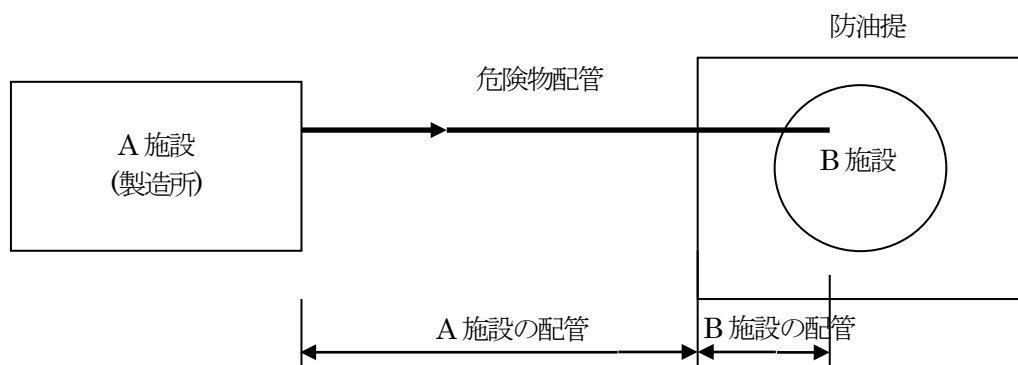 防油提
危険物配管
A 施設
(製造所)
B 施設
A 施設の配管
B 施設の配管